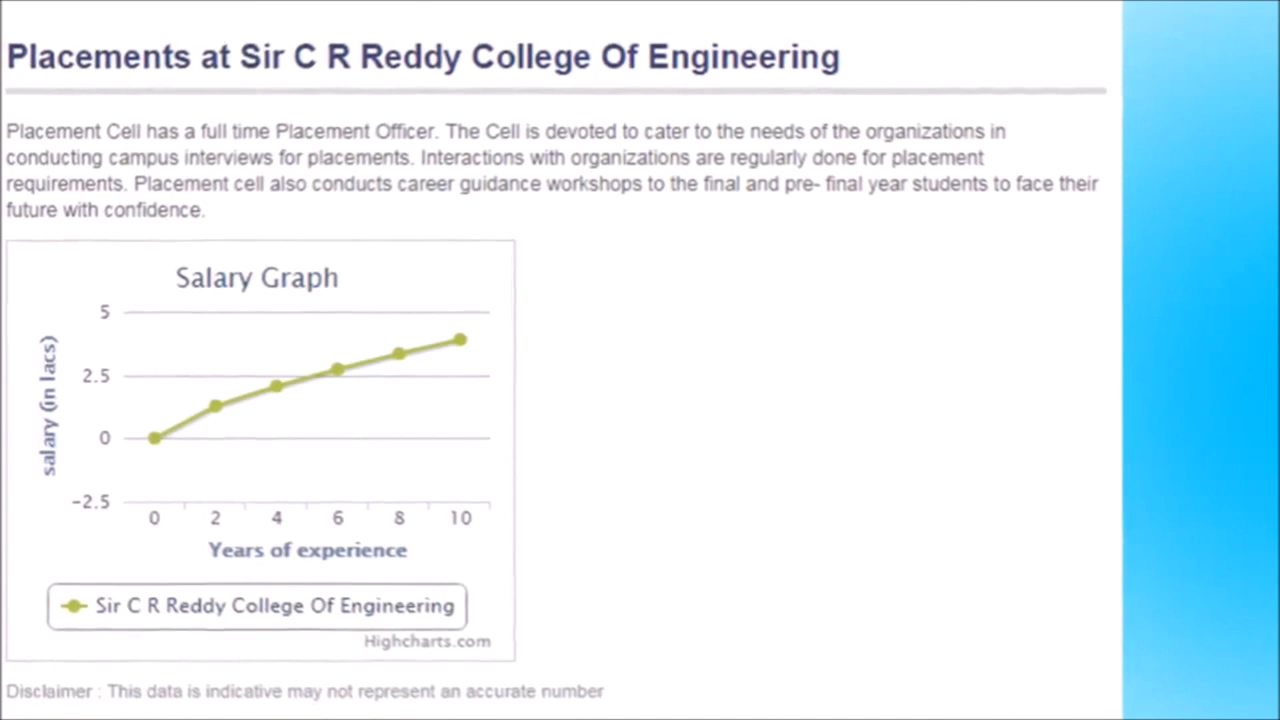 Placements at Sir C R Reddy College Of Engineering
Placement Cell has a full time Placement Officer. The Cell is devoted to cater to the needs of the organizations in
conducting campus interviews for placements. Interactions with organizations are regularly done for placement
requirements. Placement cell also conducts career guidance workshops to the final and pre- final year students to face their
future with confidence.
Salary Graph
5
2.5
0
−2.5
salary (in lacs)
0 2 4 6 8 10
Years of experience
Sir C R Reddy College Of Engineering
Highcharts.com
Disclaimer : This data is indicative may not represent an accurate number